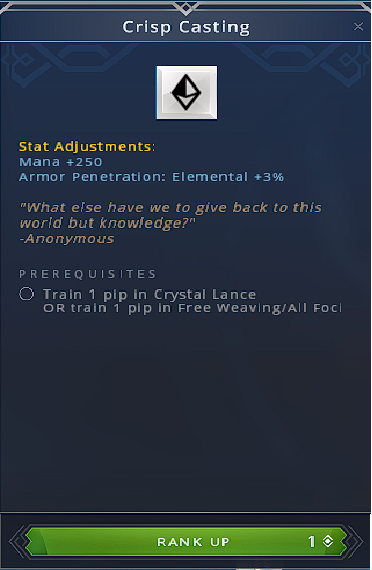 Crisp Casting
Stat Adjustments:
Mana +250
Armor Penetration: Elemental +3%
"What else have we to give back to this
world but knowledge?"
-Anonymous
PREREQUISITES
Train 1 pip in Crystal Lance
OR train 1 pip in Free Weaving/All Foci
RANK UP 1